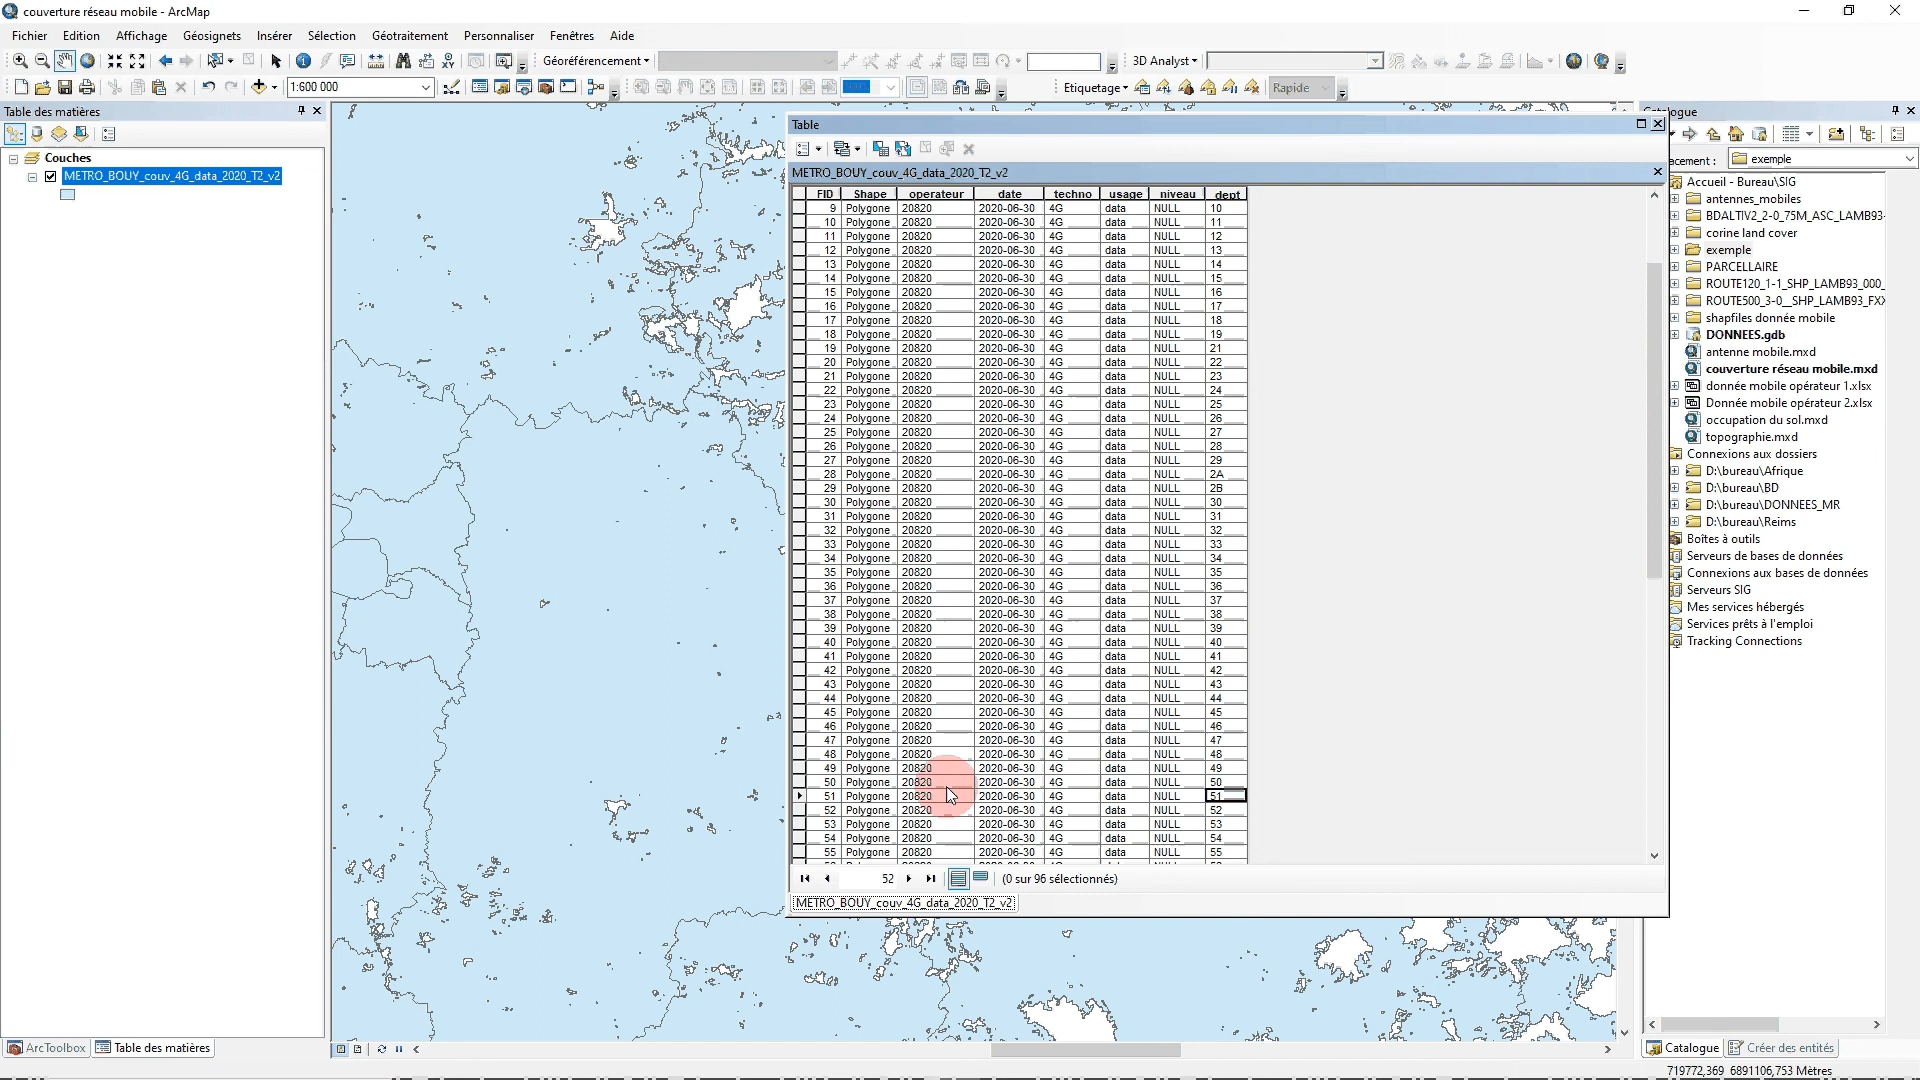 couverture réseau mobile - ArcMap
Fichier Edition Affichage Géosignets Insérer Sélection Géotraitement Personnaliser Fenêtres Aide
Géoréférencement 3D Analyst
1:600 000 Etiquetage Rapide
Table des matières
Couches
METRO_BOUY_couv_4G_data_2020_T2_v2
Table
METRO_BOUY_couv_4G_data_2020_T2_v2
FID Shape operateur date techno usage niveau dept
9 Polygone 20820 2020-06-30 4G data NULL 10
10 Polygone 20820 2020-06-30 4G data NULL 11
11 Polygone 20820 2020-06-30 4G data NULL 12
12 Polygone 20820 2020-06-30 4G data NULL 13
13 Polygone 20820 2020-06-30 4G data NULL 14
14 Polygone 20820 2020-06-30 4G data NULL 15
15 Polygone 20820 2020-06-30 4G data NULL 16
16 Polygone 20820 2020-06-30 4G data NULL 17
17 Polygone 20820 2020-06-30 4G data NULL 18
18 Polygone 20820 2020-06-30 4G data NULL 19
19 Polygone 20820 2020-06-30 4G data NULL 21
20 Polygone 20820 2020-06-30 4G data NULL 22
21 Polygone 20820 2020-06-30 4G data NULL 23
22 Polygone 20820 2020-06-30 4G data NULL 24
23 Polygone 20820 2020-06-30 4G data NULL 25
24 Polygone 20820 2020-06-30 4G data NULL 26
25 Polygone 20820 2020-06-30 4G data NULL 27
26 Polygone 20820 2020-06-30 4G data NULL 28
27 Polygone 20820 2020-06-30 4G data NULL 29
28 Polygone 20820 2020-06-30 4G data NULL 2A
29 Polygone 20820 2020-06-30 4G data NULL 2B
30 Polygone 20820 2020-06-30 4G data NULL 30
31 Polygone 20820 2020-06-30 4G data NULL 31
32 Polygone 20820 2020-06-30 4G data NULL 32
33 Polygone 20820 2020-06-30 4G data NULL 33
34 Polygone 20820 2020-06-30 4G data NULL 34
35 Polygone 20820 2020-06-30 4G data NULL 35
36 Polygone 20820 2020-06-30 4G data NULL 36
37 Polygone 20820 2020-06-30 4G data NULL 37
38 Polygone 20820 2020-06-30 4G data NULL 38
39 Polygone 20820 2020-06-30 4G data NULL 39
40 Polygone 20820 2020-06-30 4G data NULL 40
41 Polygone 20820 2020-06-30 4G data NULL 41
42 Polygone 20820 2020-06-30 4G data NULL 42
43 Polygone 20820 2020-06-30 4G data NULL 43
44 Polygone 20820 2020-06-30 4G data NULL 44
45 Polygone 20820 2020-06-30 4G data NULL 45
46 Polygone 20820 2020-06-30 4G data NULL 46
47 Polygone 20820 2020-06-30 4G data NULL 47
48 Polygone 20820 2020-06-30 4G data NULL 48
49 Polygone 20820 2020-06-30 4G data NULL 49
50 Polygone 20820 2020-06-30 4G data NULL 50
51 Polygone 20820 2020-06-30 4G data NULL 51
52 Polygone 20820 2020-06-30 4G data NULL 52
53 Polygone 20820 2020-06-30 4G data NULL 53
54 Polygone 20820 2020-06-30 4G data NULL 54
55 Polygone 20820 2020-06-30 4G data NULL 55
52 (0 sur 96 sélectionnés)
METRO_BOUY_couv_4G_data_2020_T2_v2
ogue
acement : exemple
Accueil - Bureau\SIG
antennes_mobiles
BDALTIV2_2-0_75M_ASC_LAMB93-
corine land cover
exemple
PARCELLAIRE
ROUTE120_1-1_SHP_LAMB93_000_
ROUTE500_3-0__SHP_LAMB93_FXX
shapfiles donnée mobile
DONNEES.gdb
antenne mobile.mxd
couverture réseau mobile.mxd
donnée mobile opérateur 1.xlsx
Donnée mobile opérateur 2.xlsx
occupation du sol.mxd
topographie.mxd
Connexions aux dossiers
D:\bureau\Afrique
D:\bureau\BD
D:\bureau\DONNEES_MR
D:\bureau\Reims
Boîtes à outils
Serveurs de bases de données
Connexions aux bases de données
Serveurs SIG
Mes services hébergés
Services prêts à l'emploi
Tracking Connections
ArcToolbox Table des matières
Catalogue Créer des entités
719772,369 6891106,753 Mètres